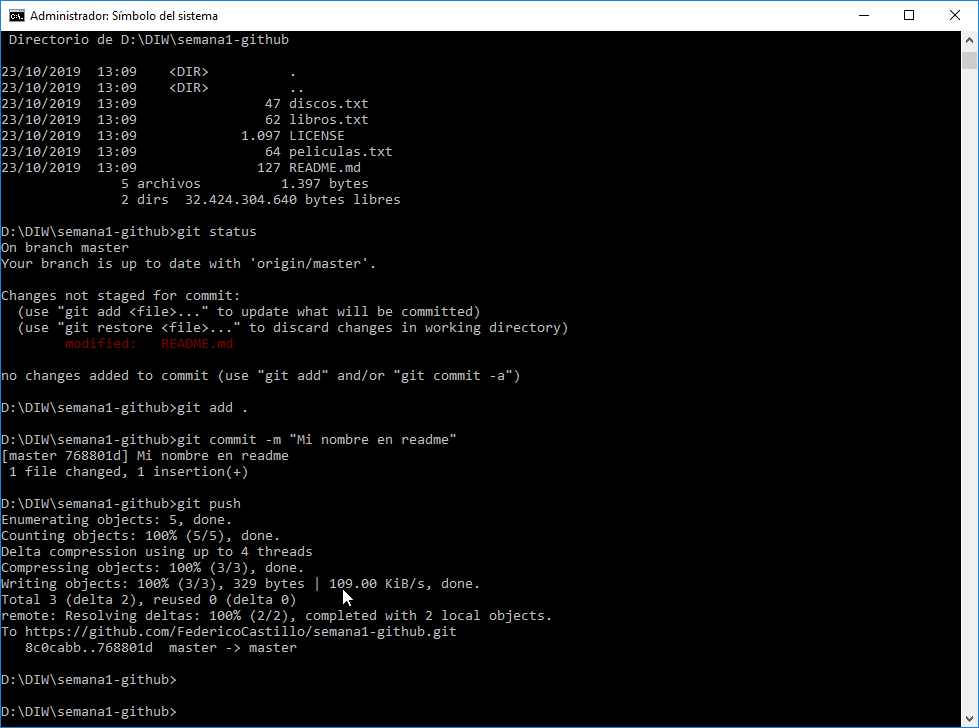 Administrador: Símbolo del sistema
Directorio de D:\DIW\semana1-github
23/10/2019  13:09    <DIR>          .
23/10/2019  13:09    <DIR>          ..
23/10/2019  13:09                47 discos.txt
23/10/2019  13:09                62 libros.txt
23/10/2019  13:09             1.097 LICENSE
23/10/2019  13:09                64 peliculas.txt
23/10/2019  13:09               127 README.md
               5 archivos          1.397 bytes
               2 dirs  32.424.304.640 bytes libres
D:\DIW\semana1-github>git status
On branch master
Your branch is up to date with 'origin/master'.
Changes not staged for commit:
  (use "git add <file>..." to update what will be committed)
  (use "git restore <file>..." to discard changes in working directory)
        modified:   README.md
no changes added to commit (use "git add" and/or "git commit -a")
D:\DIW\semana1-github>git add .
D:\DIW\semana1-github>git commit -m "Mi nombre en readme"
[master 768801d] Mi nombre en readme
 1 file changed, 1 insertion(+)
D:\DIW\semana1-github>git push
Enumerating objects: 5, done.
Counting objects: 100% (5/5), done.
Delta compression using up to 4 threads
Compressing objects: 100% (3/3), done.
Writing objects: 100% (3/3), 329 bytes | 109.00 KiB/s, done.
Total 3 (delta 2), reused 0 (delta 0)
remote: Resolving deltas: 100% (2/2), completed with 2 local objects.
To https://github.com/FedericoCastillo/semana1-github.git
   8c0cabb..768801d  master -> master
D:\DIW\semana1-github>
D:\DIW\semana1-github>